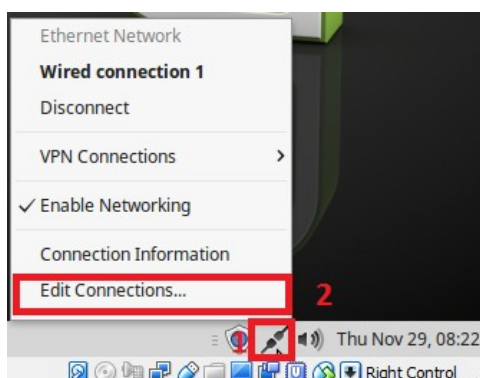 Ethernet Network
Wired connection 1
Disconnect
VPN Connections
Enable Networking
Connection Information
Edit Connections...
2
1
Thu Nov 29, 08:22
Right Control